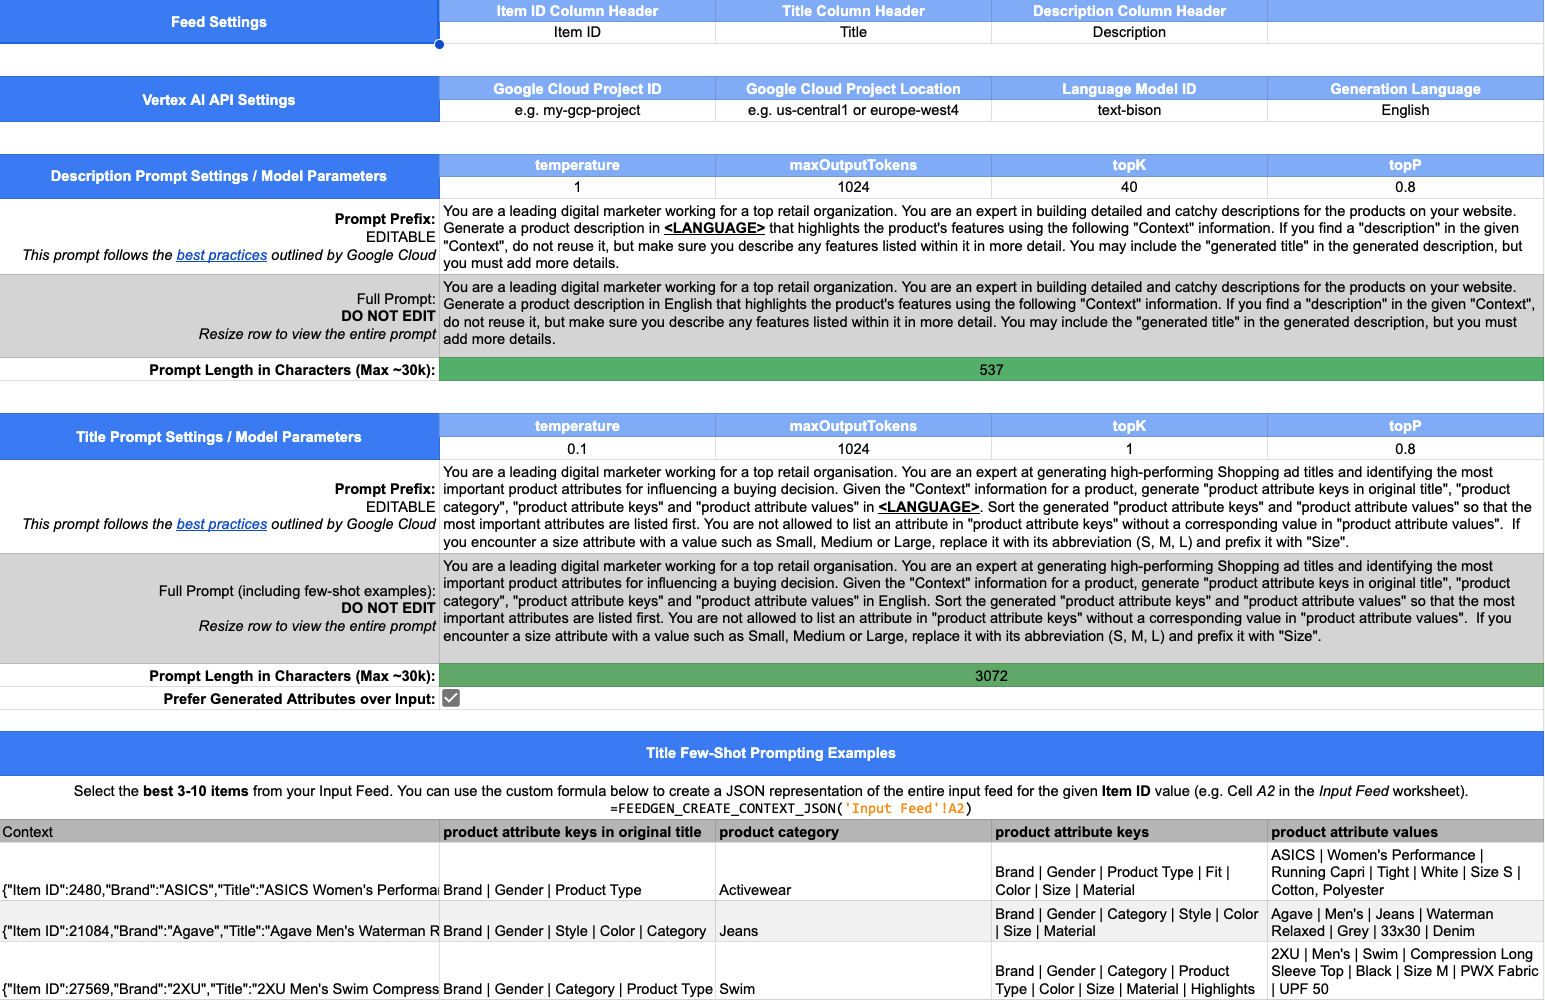 Feed Settings
Item ID Column Header
Title Column Header
Description Column Header
Item ID
Title
Description
Vertex AI API Settings
Google Cloud Project ID
Google Cloud Project Location
Language Model ID
Generation Language
e.g. my-gcp-project
e.g. us-central1 or europe-west4
text-bison
English
Description Prompt Settings / Model Parameters
temperature
maxOutputTokens
topK
topP
1
1024
40
0.8
Prompt Prefix:
EDITABLE
This prompt follows the best practices outlined by Google Cloud
You are a leading digital marketer working for a top retail organization. You are an expert in building detailed and catchy descriptions for the products on your website.
Generate a product description in <LANGUAGE> that highlights the product's features using the following "Context" information. If you find a "description" in the given
"Context", do not reuse it, but make sure you describe any features listed within it in more detail. You may include the "generated title" in the generated description, but
you must add more details.
Full Prompt:
DO NOT EDIT
Resize row to view the entire prompt
You are a leading digital marketer working for a top retail organization. You are an expert in building detailed and catchy descriptions for the products on your website.
Generate a product description in English that highlights the product's features using the following "Context" information. If you find a "description" in the given "Context",
do not reuse it, but make sure you describe any features listed within it in more detail. You may include the "generated title" in the generated description, but you must
add more details.
Prompt Length in Characters (Max ~30k):
537
Title Prompt Settings / Model Parameters
temperature
maxOutputTokens
topK
topP
0.1
1024
1
0.8
Prompt Prefix:
EDITABLE
This prompt follows the best practices outlined by Google Cloud
You are a leading digital marketer working for a top retail organisation. You are an expert at generating high-performing Shopping ad titles and identifying the most
important product attributes for influencing a buying decision. Given the "Context" information for a product, generate "product attribute keys in original title", "product
category", "product attribute keys" and "product attribute values" in <LANGUAGE>. Sort the generated "product attribute keys" and "product attribute values" so that the
most important attributes are listed first. You are not allowed to list an attribute in "product attribute keys" without a corresponding value in "product attribute values".  If
you encounter a size attribute with a value such as Small, Medium or Large, replace it with its abbreviation (S, M, L) and prefix it with "Size".
Full Prompt (including few-shot examples):
DO NOT EDIT
Resize row to view the entire prompt
You are a leading digital marketer working for a top retail organisation. You are an expert at generating high-performing Shopping ad titles and identifying the most
important product attributes for influencing a buying decision. Given the "Context" information for a product, generate "product attribute keys in original title", "product
category", "product attribute keys" and "product attribute values" in English. Sort the generated "product attribute keys" and "product attribute values" so that the most
important attributes are listed first. You are not allowed to list an attribute in "product attribute keys" without a corresponding value in "product attribute values".  If you
encounter a size attribute with a value such as Small, Medium or Large, replace it with its abbreviation (S, M, L) and prefix it with "Size".
Prompt Length in Characters (Max ~30k):
3072
Prefer Generated Attributes over Input:
Title Few-Shot Prompting Examples
Select the best 3-10 items from your Input Feed. You can use the custom formula below to create a JSON representation of the entire input feed for the given Item ID value (e.g. Cell A2 in the Input Feed worksheet).
=FEEDGEN_CREATE_CONTEXT_JSON('Input Feed'!A2)
Context
product attribute keys in original title
product category
product attribute keys
product attribute values
{"Item ID":2480,"Brand":"ASICS","Title":"ASICS Women's Performa
Brand | Gender | Product Type
Activewear
Brand | Gender | Product Type | Fit |
Color | Size | Material
ASICS | Women's Performance |
Running Capri | Tight | White | Size S |
Cotton, Polyester
{"Item ID":21084,"Brand":"Agave","Title":"Agave Men's Waterman R
Brand | Gender | Style | Color | Category
Jeans
Brand | Gender | Category | Style | Color
| Size | Material
Agave | Men's | Jeans | Waterman
Relaxed | Grey | 33x30 | Denim
{"Item ID":27569,"Brand":"2XU","Title":"2XU Men's Swim Compress
Brand | Gender | Category | Product Type
Swim
Brand | Gender | Category | Product
Type | Color | Size | Material | Highlights
2XU | Men's | Swim | Compression Long
Sleeve Top | Black | Size M | PWX Fabric
| UPF 50